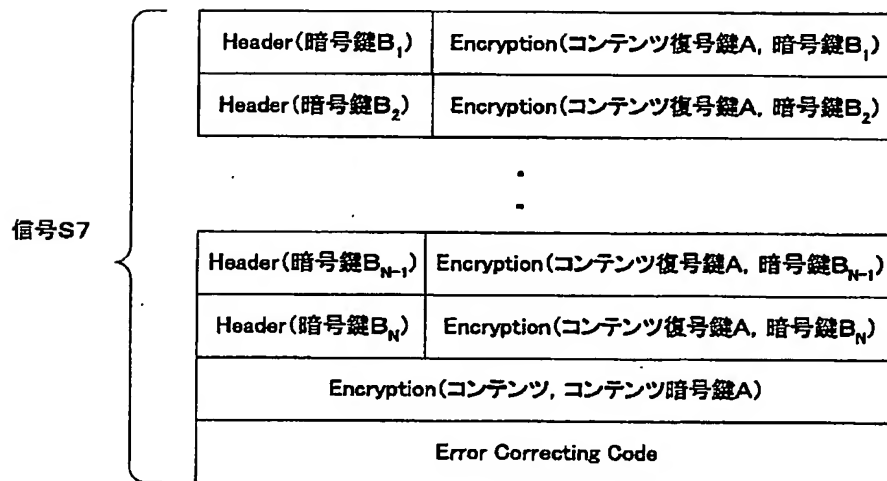 Header(暗号鍵B₁) Encryption(コンテンツ復号鍵A, 暗号鍵B₁)
Header(暗号鍵B₂) Encryption(コンテンツ復号鍵A, 暗号鍵B₂)
信号S7
Header(暗号鍵B_{N-1}) Encryption(コンテンツ復号鍵A, 暗号鍵B_{N-1})
Header(暗号鍵B_N) Encryption(コンテンツ復号鍵A, 暗号鍵B_N)
Encryption(コンテンツ, コンテンツ暗号鍵A)
Error Correcting Code